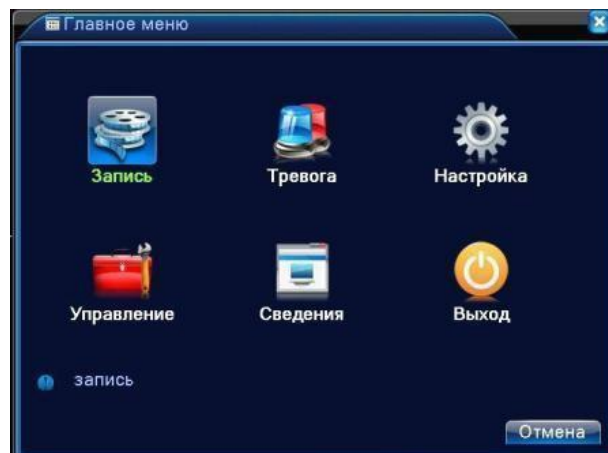 Главное меню
Запись Тревога Настройка
Управление Сведения Выход
запись
Отмена